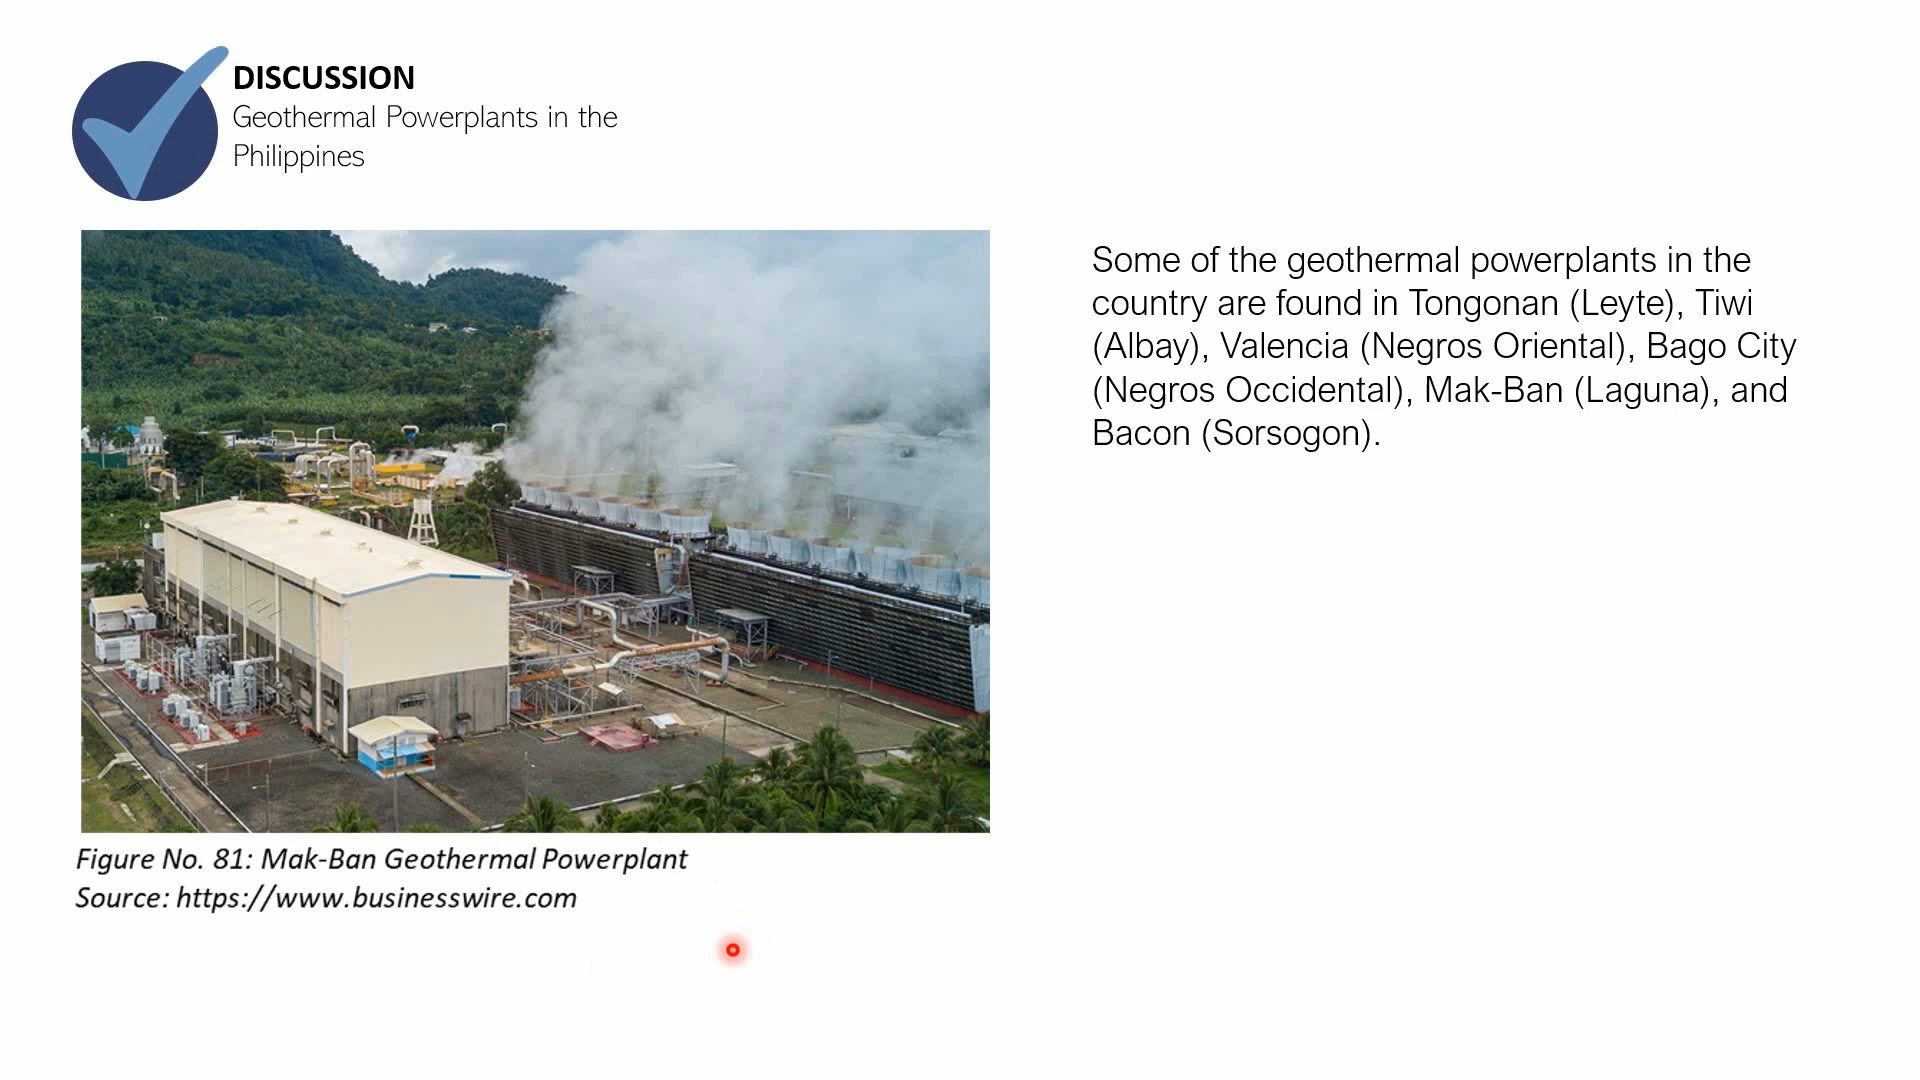 DISCUSSION
Geothermal Powerplants in the
Philippines
Some of the geothermal powerplants in the
country are found in Tongonan (Leyte), Tiwi
(Albay), Valencia (Negros Oriental), Bago City
(Negros Occidental), Mak-Ban (Laguna), and
Bacon (Sorsogon).
Figure No. 81: Mak-Ban Geothermal Powerplant
Source: https://www.businesswire.com